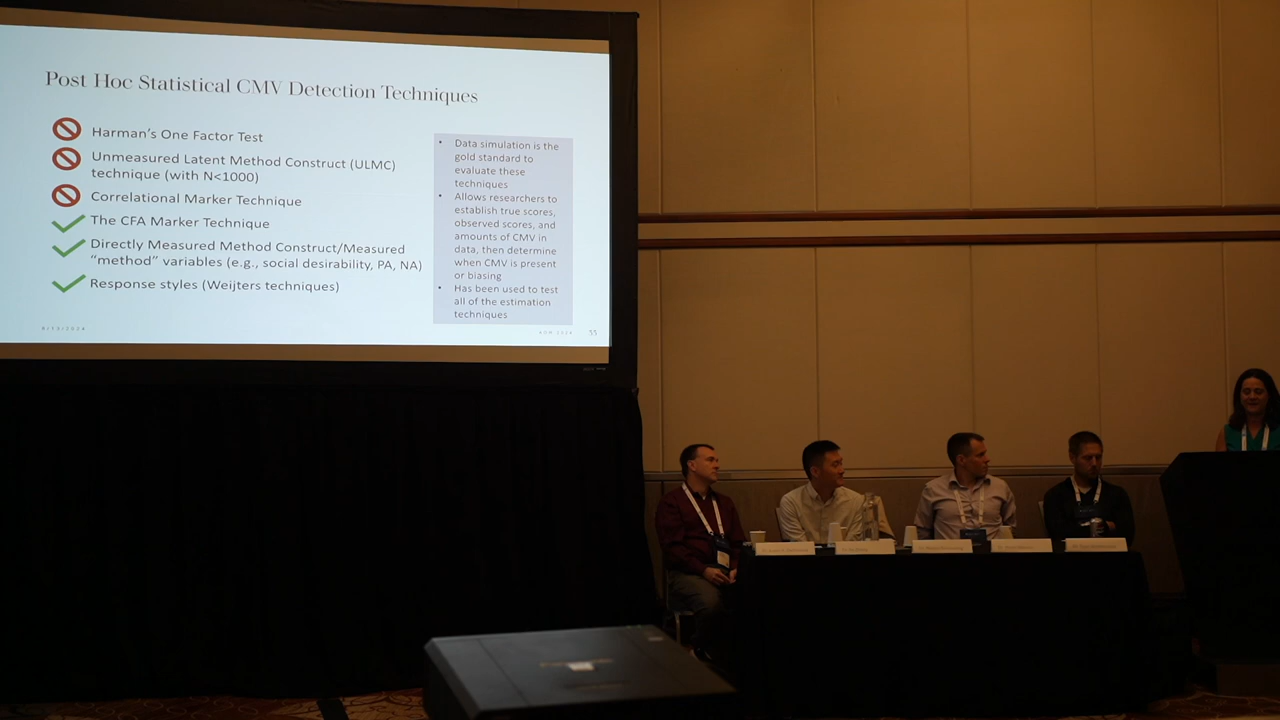 Post Hoc Statistical CMV Detection Techniques
Harman's One Factor Test
Unmeasured Latent Method Construct (ULMC)
technique (with N<1000)
Correlational Marker Technique
The CFA Marker Technique
Directly Measured Method Construct/Measured
"method" variables (e.g., social desirability, PA, NA)
Response styles (Weijters techniques)
• Data simulation is the
gold standard to
evaluate these
techniques
• Allows researchers to
establish true scores,
observed scores, and
amounts of CMV in
data, then determine
when CMV is present
or biasing
• Has been used to test
all of the estimation
techniques
AOM 2024
55